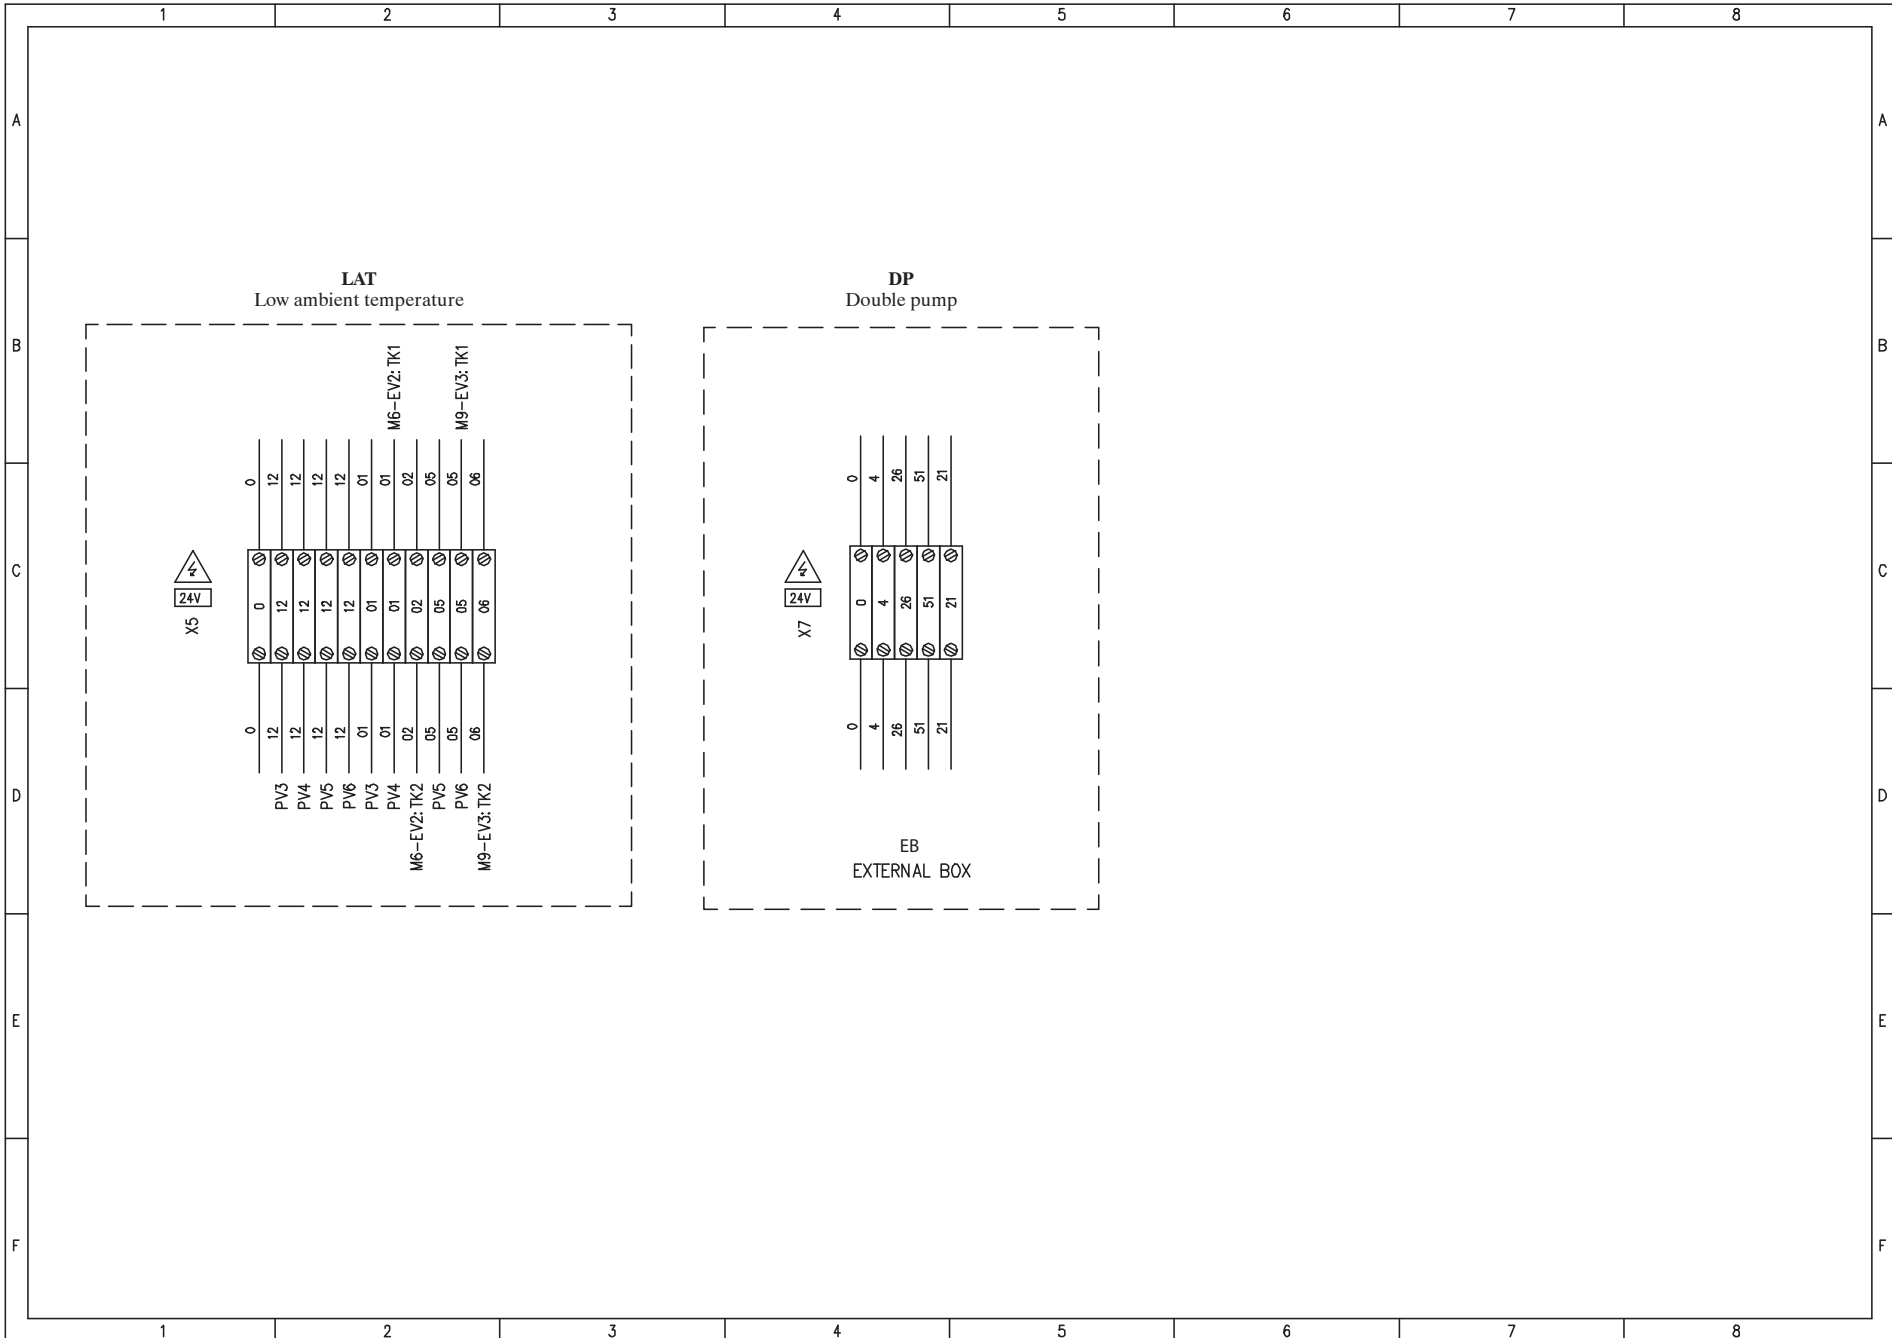 1 2 3 4 5 6 7 8
A A
LAT DP
Low ambient temperature Double pump
B B
M6-EV2: TK1 M9-EV3: TK1
0 12 12 12 12 01 01 02 05 05 06
0 4 26 51 21
C C
24V
X5
0 12 12 12 12 01 01 02 05 05 06
24V
X7
0 4 26 51 21
0 12 12 12 12 01 01 02 05 05 06
0 4 26 51 21
D D
PV3 PV4 PV5 PV6 PV3 PV4 M6-EV2: TK2 PV5 PV6 M9-EV3: TK2
EB
EXTERNAL BOX
E E
F F
1 2 3 4 5 6 7 8